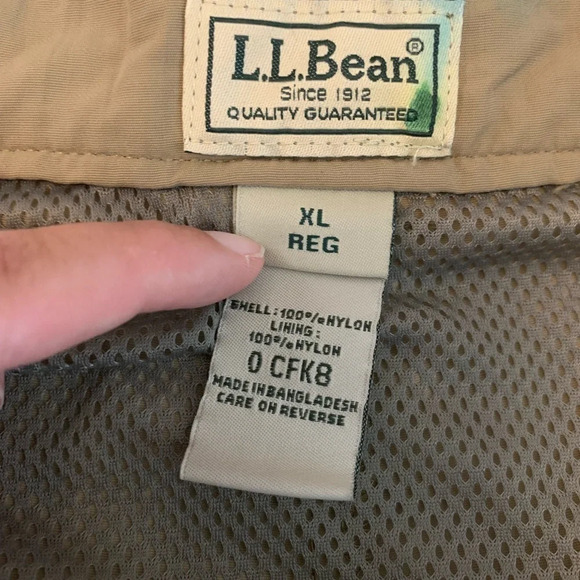 L.L.Bean®
Since 1912
QUALITY GUARANTEED
XL
REG
SHELL:100%NYLON
LINING:
100%NYLON
0 CFK8
MADE IN BANGLADESH
CARE ON REVERSE